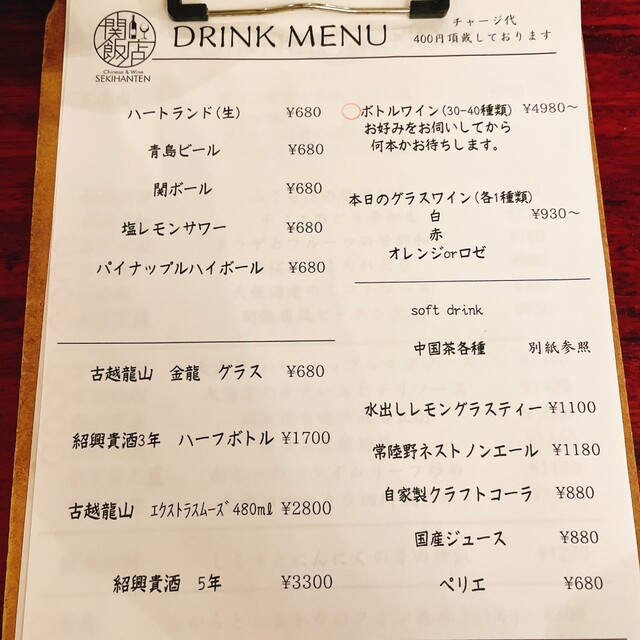 関飯店
Chinese & Wine
SEKIHANTEN
DRINK MENU
チャージ代
400円頂戴しております
ハートランド(生) ¥680
青島ビール ¥680
関ボール ¥680
塩レモンサワー ¥680
パイナップルハイボール ¥680
古越龍山 金龍 グラス ¥680
紹興貴酒3年 ハーフボトル ¥1700
古越龍山 エクストラスムーズ480ml ¥2800
紹興貴酒 5年 ¥3300
ボトルワイン(30-40種類) ¥4980~
お好みをお伺いしてから
何本かお待ちします。
本日のグラスワイン(各1種類)
白 ¥930~
赤
オレンジorロゼ
soft drink
中国茶各種 別紙参照
水出しレモングラスティー ¥1100
常陸野ネストノンエール ¥1180
自家製クラフトコーラ ¥880
国産ジュース ¥880
ペリエ ¥680